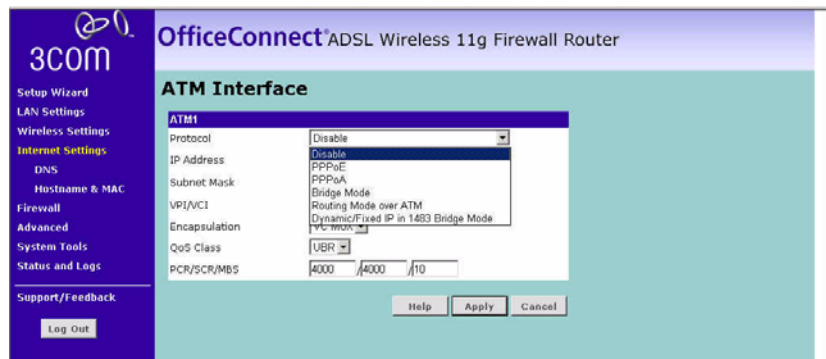 3COM
OfficeConnect® ADSL Wireless 11g Firewall Router
Setup Wizard
LAN Settings
Wireless Settings
Internet Settings
DNS
Hostname & MAC
Firewall
Advanced
System Tools
Status and Logs
Support/Feedback
Log Out
ATM Interface
ATM1
Protocol Disable
Disable
PPPoE
PPPoA
Bridge Mode
Routing Mode over ATM
Dynamic/Fixed IP in 1483 Bridge Mode
IP Address
Subnet Mask
VPI/VCI
Encapsulation VC MUX
QoS Class UBR
PCR/SCR/MBS 4000 /4000 /10
Help Apply Cancel